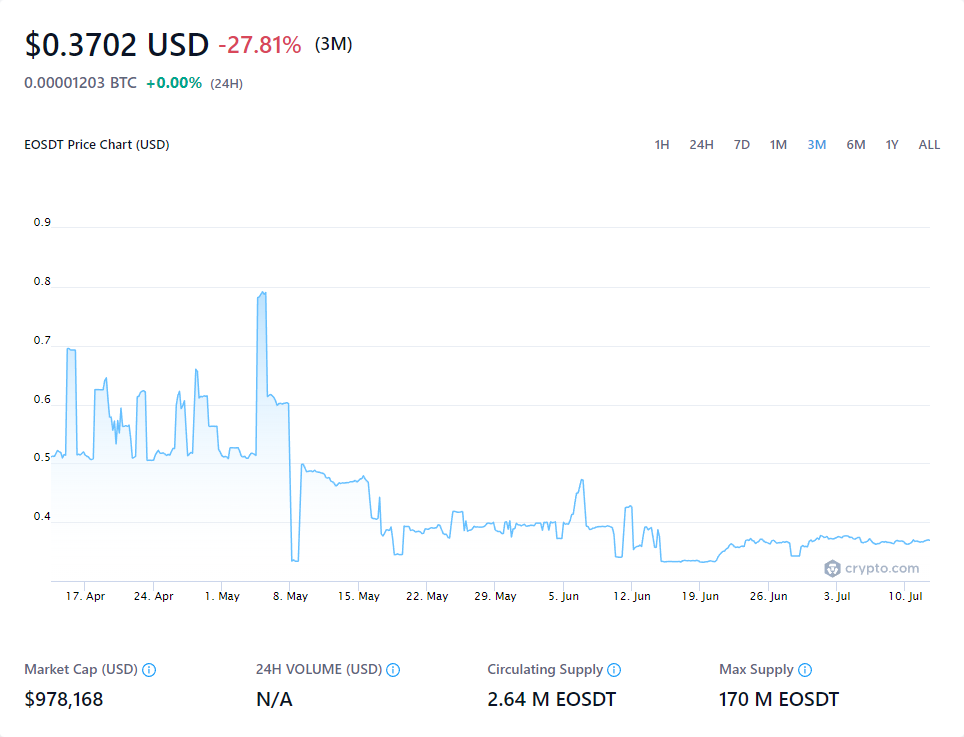 $0.3702 USD -27.81% (3M)
0.00001203 BTC +0.00% (24H)
EOSDT Price Chart (USD) 1H 24H 7D 1M 3M 6M 1Y ALL
0.9
0.8
0.7
0.6
0.5
0.4
crypto.com
17. Apr 24. Apr 1. May 8. May 15. May 22. May 29. May 5. Jun 12. Jun 19. Jun 26. Jun 3. Jul 10. Jul
Market Cap (USD) 24H VOLUME (USD) Circulating Supply Max Supply
$978,168 N/A 2.64 M EOSDT 170 M EOSDT